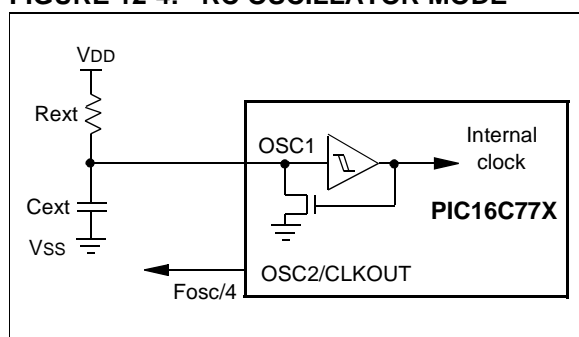 FIGURE 12-4: RC OSCILLATOR MODE
VDD
Rext
OSC1
Internal
clock
Cext
PIC16C77X
VSS
OSC2/CLKOUT
Fosc/4